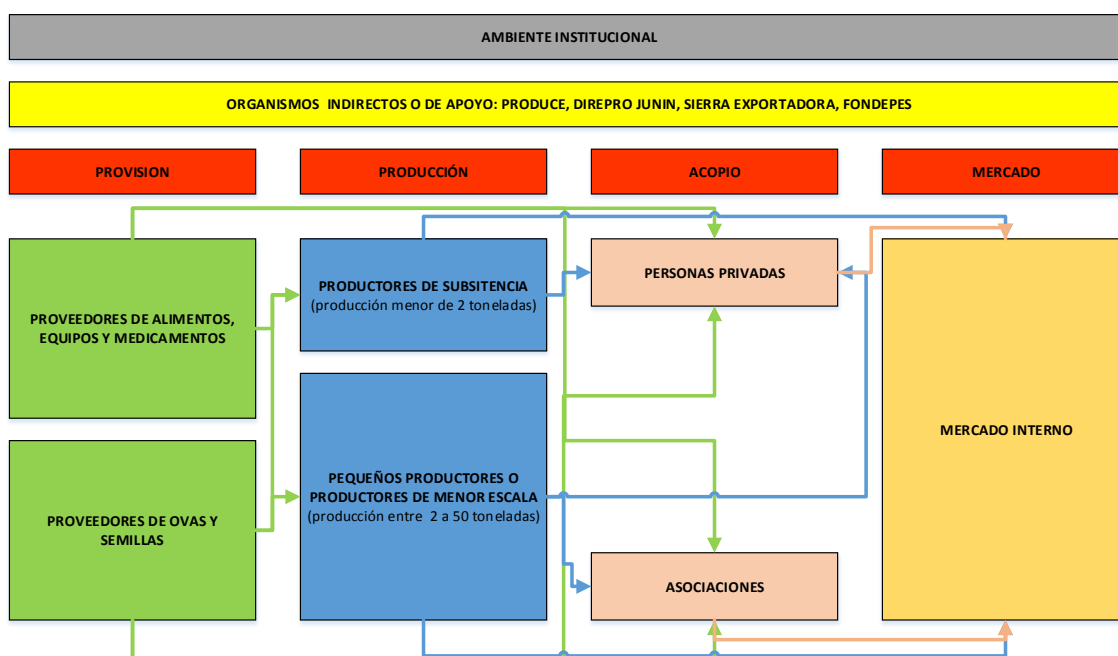 AMBIENTE INSTITUCIONAL
ORGANISMOS INDIRECTOS O DE APOYO: PRODUCE, DIREPRO JUNIN, SIERRA EXPORTADORA, FONDEPES
PROVISION
PRODUCCIÓN
ACOPIO
MERCADO
PROVEEDORES DE ALIMENTOS,
EQUIPOS Y MEDICAMENTOS
PROVEEDORES DE OVAS Y
SEMILLAS
PRODUCTORES DE SUBSITENCIA
(producción menor de 2 toneladas)
PEQUEÑOS PRODUCTORES O
PRODUCTORES DE MENOR ESCALA
(producción entre 2 a 50 toneladas)
PERSONAS PRIVADAS
ASOCIACIONES
MERCADO INTERNO